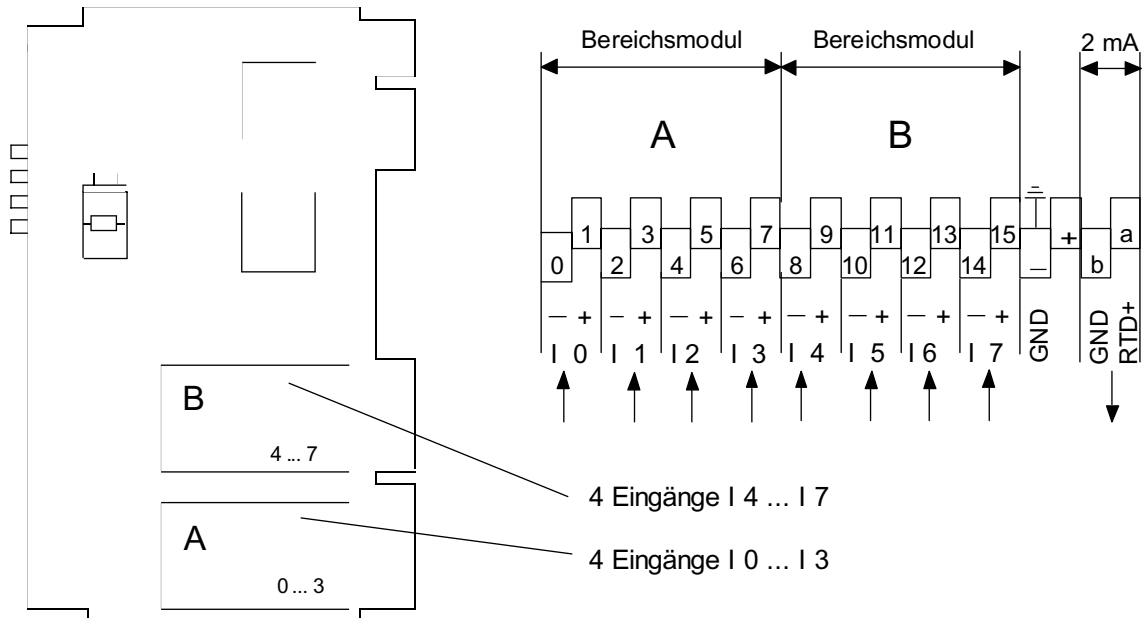 Bereichsmodul Bereichsmodul 2 mA
A B
1 3 5 7 9 11 13 15 + a
0 2 4 6 8 10 12 14 – b
– + – + – + – + – + – + – + – +
I 0 I 1 I 2 I 3 I 4 I 5 I 6 I 7
GND
GND
RTD+
B
4 ... 7
A
0 ... 3
4 Eingänge I 4 ... I 7
4 Eingänge I 0 ... I 3